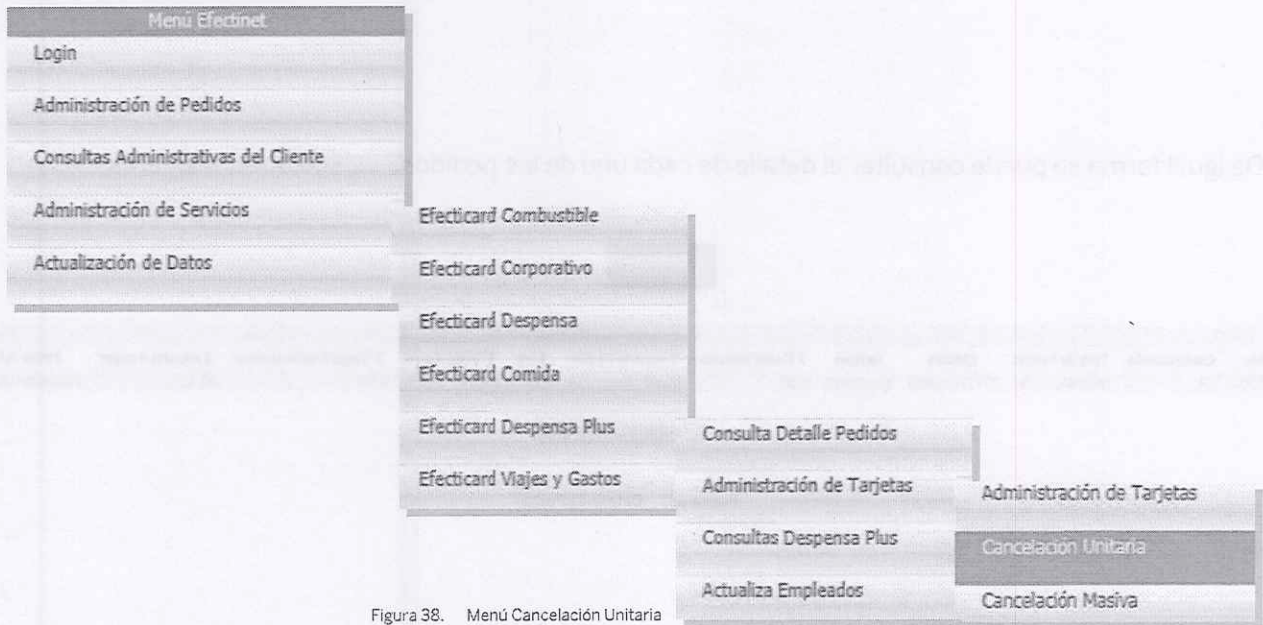 Menú Efectinet
Login
Administración de Pedidos
Consultas Administrativas del Cliente
Administración de Servicios
Actualización de Datos
Efecticard Combustible
Efecticard Corporativo
Efecticard Despensa
Efecticard Comida
Efecticard Despensa Plus
Efecticard Viajes y Gastos
Consulta Detalle Pedidos
Administración de Tarjetas
Consultas Despensa Plus
Actualiza Empleados
Administración de Tarjetas
Cancelación Unitaria
Cancelación Masiva
Figura 38. Menú Cancelación Unitaria
De igual forma se puede consultar el detalle de cada uno de los pedidos